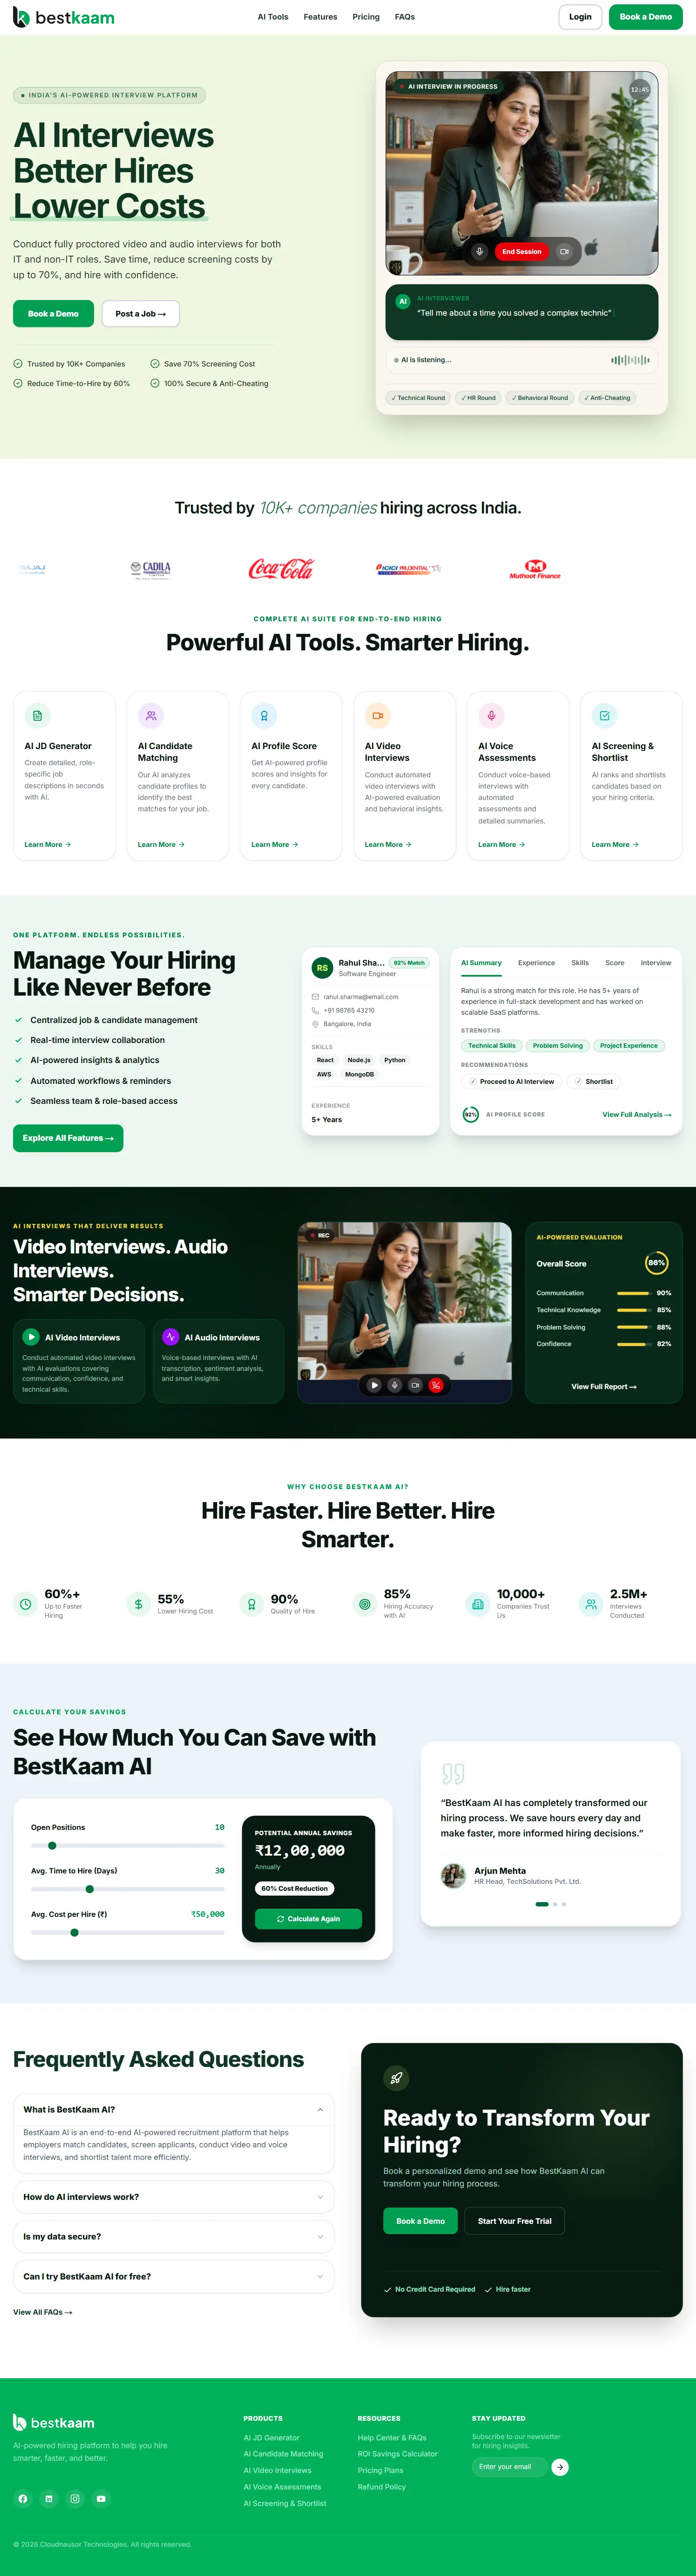 bestkaam
AI Tools
Features
Pricing
FAQs
Login
Book a Demo
INDIA'S AI-POWERED INTERVIEW PLATFORM
AI Interviews
Better Hires
Lower Costs
Conduct fully proctored video and audio interviews for both
IT and non-IT roles. Save time, reduce screening costs by
up to 70%, and hire with confidence.
Book a Demo
Post a Job →
Trusted by 10K+ Companies
Save 70% Screening Cost
Reduce Time-to-Hire by 60%
100% Secure & Anti-Cheating
AI INTERVIEW IN PROGRESS
12:45
End Session
AI
AI INTERVIEWER
“Tell me about a time you solved a complex technic”
AI is listening...
✓ Technical Round
✓ HR Round
✓ Behavioral Round
✓ Anti-Cheating
Trusted by 10K+ companies hiring across India.
BAJAJ
CADILA
PHARMACEUTICALS
Coca-Cola
ICICI PRUDENTIAL
Muthoot Finance
COMPLETE AI SUITE FOR END-TO-END HIRING
Powerful AI Tools. Smarter Hiring.
AI JD Generator
Create detailed, role-
specific job
descriptions in seconds
with AI.
Learn More →
AI Candidate
Matching
Our AI analyzes
candidate profiles to
identify the best
matches for your job.
Learn More →
AI Profile Score
Get AI-powered profile
scores and insights for
every candidate.
Learn More →
AI Video
Interviews
Conduct automated
video interviews with
AI-powered evaluation
and behavioral insights.
Learn More →
AI Voice
Assessments
Conduct voice-based
interviews with
automated
assessments and
detailed summaries.
Learn More →
AI Screening &
Shortlist
AI ranks and shortlists
candidates based on
your hiring criteria.
Learn More →
ONE PLATFORM. ENDLESS POSSIBILITIES.
Manage Your Hiring
Like Never Before
Centralized job & candidate management
Real-time interview collaboration
AI-powered insights & analytics
Automated workflows & reminders
Seamless team & role-based access
Explore All Features →
RS
Rahul Sha...
92% Match
Software Engineer
rahul.sharma@email.com
+91 98765 43210
Bangalore, India
SKILLS
React
Node.js
Python
AWS
MongoDB
EXPERIENCE
5+ Years
AI Summary
Experience
Skills
Score
Interview
Rahul is a strong match for this role. He has 5+ years of
experience in full-stack development and has worked on
scalable SaaS platforms.
STRENGTHS
Technical Skills
Problem Solving
Project Experience
RECOMMENDATIONS
✓ Proceed to AI Interview
✓ Shortlist
92%
AI PROFILE SCORE
View Full Analysis →
AI INTERVIEWS THAT DELIVER RESULTS
Video Interviews. Audio
Interviews.
Smarter Decisions.
AI Video Interviews
Conduct automated video interviews
with AI evaluations covering
communication, confidence, and
technical skills.
AI Audio Interviews
Voice-based interviews with AI
transcription, sentiment analysis,
and smart insights.
REC
AI-POWERED EVALUATION
Overall Score
86%
Communication
90%
Technical Knowledge
85%
Problem Solving
88%
Confidence
82%
View Full Report →
WHY CHOOSE BESTKAAM AI?
Hire Faster. Hire Better. Hire
Smarter.
60%+
Up to Faster
Hiring
55%
Lower Hiring Cost
90%
Quality of Hire
85%
Hiring Accuracy
with AI
10,000+
Companies Trust
Us
2.5M+
Interviews
Conducted
CALCULATE YOUR SAVINGS
See How Much You Can Save with
BestKaam AI
Open Positions
10
Avg. Time to Hire (Days)
30
Avg. Cost per Hire (₹)
₹50,000
POTENTIAL ANNUAL SAVINGS
₹12,00,000
Annually
60% Cost Reduction
Calculate Again
“BestKaam AI has completely transformed our
hiring process. We save hours every day and
make faster, more informed hiring decisions.”
Arjun Mehta
HR Head, TechSolutions Pvt. Ltd.
Frequently Asked Questions
What is BestKaam AI?
BestKaam AI is an end-to-end AI-powered recruitment platform that helps
employers match candidates, screen applicants, conduct video and voice
interviews, and shortlist talent more efficiently.
How do AI interviews work?
Is my data secure?
Can I try BestKaam AI for free?
View All FAQs →
Ready to Transform Your
Hiring?
Book a personalized demo and see how BestKaam AI can
transform your hiring process.
Book a Demo
Start Your Free Trial
No Credit Card Required
Hire faster
bestkaam
AI-powered hiring platform to help you hire
smarter, faster, and better.
PRODUCTS
AI JD Generator
AI Candidate Matching
AI Video Interviews
AI Voice Assessments
AI Screening & Shortlist
RESOURCES
Help Center & FAQs
ROI Savings Calculator
Pricing Plans
Refund Policy
STAY UPDATED
Subscribe to our newsletter
for hiring insights.
Enter your email
© 2026 Cloudnausor Technologies. All rights reserved.